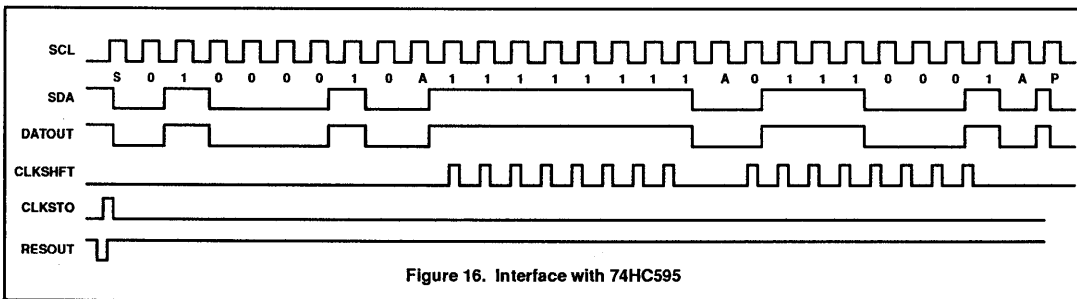 SCL
S 0 1 0 0 0 0 1 0 A 1 1 1 1 1 1 1 1 A 0 1 1 1 0 0 0 1 A P
SDA
DATOUT
CLKSHFT
CLKSTO
RESOUT
Figure 16. Interface with 74HC595